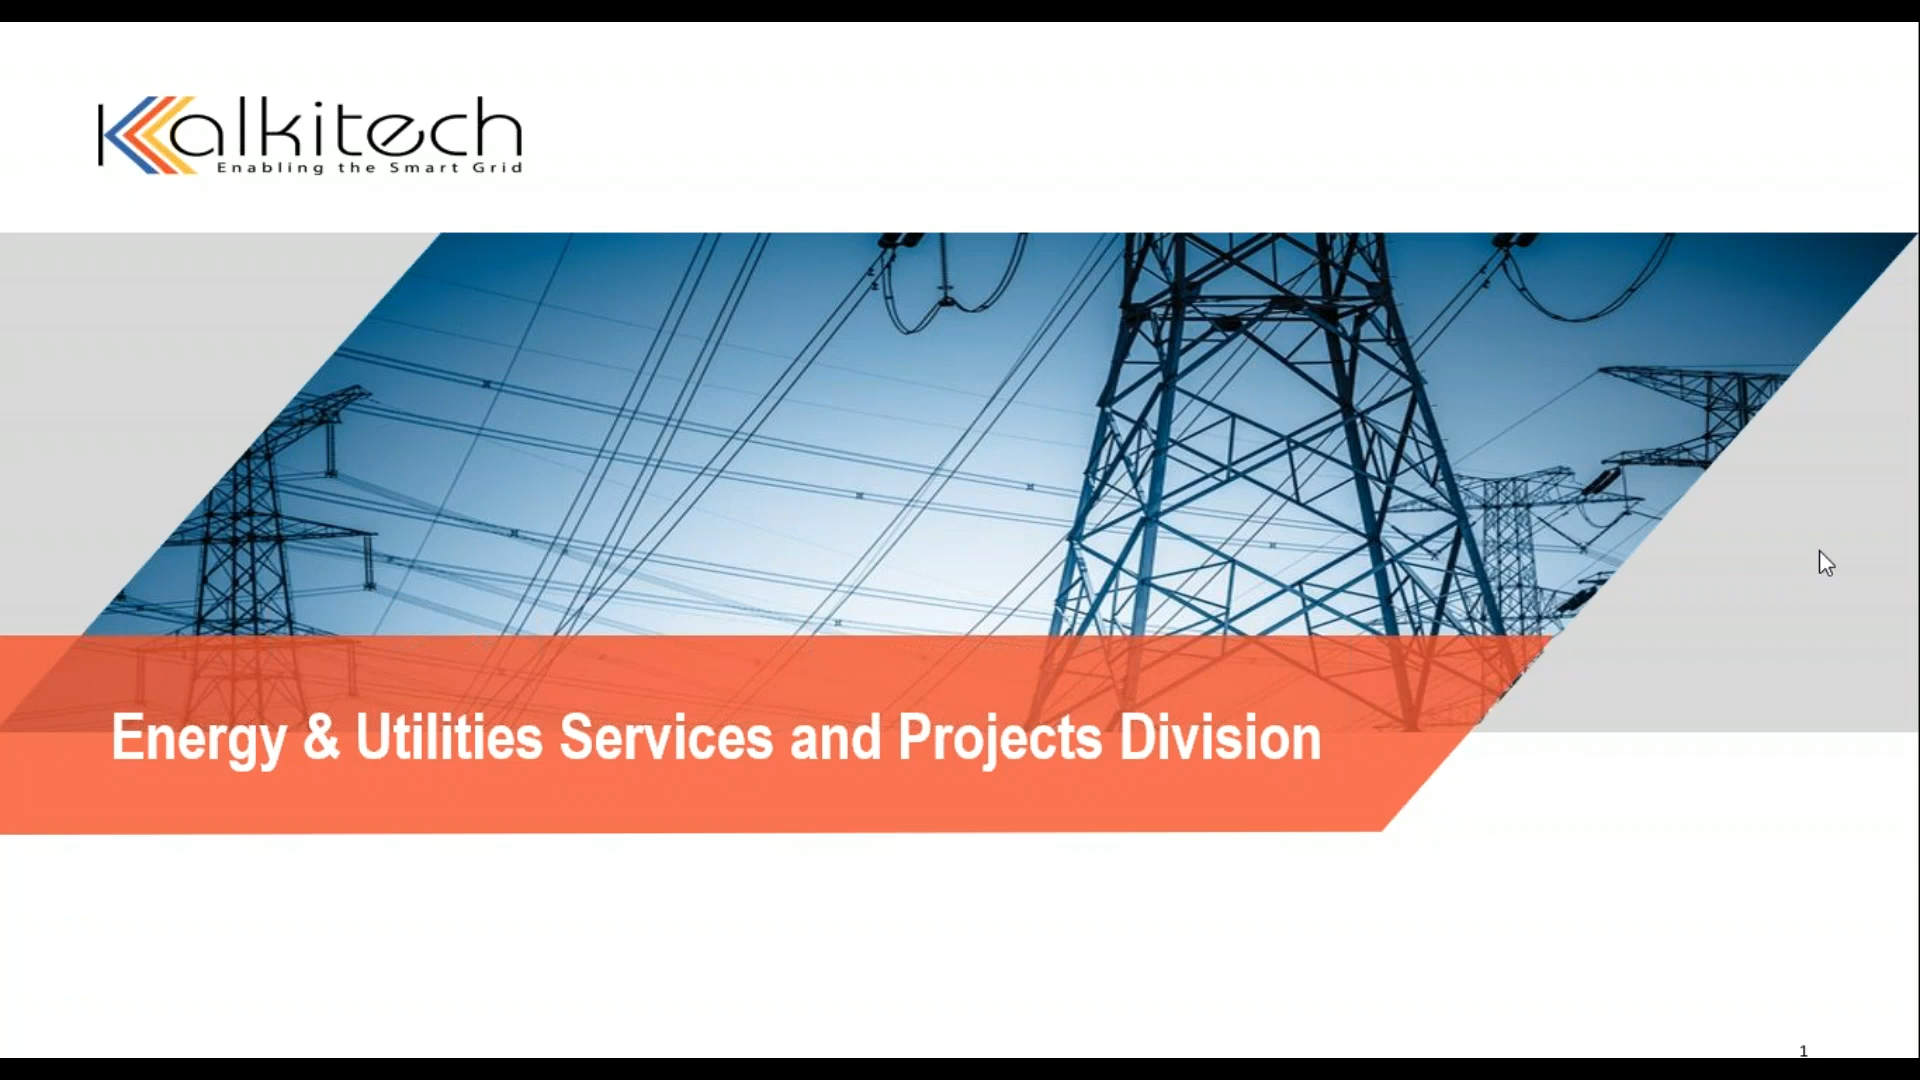 Kalkitech
Enabling the Smart Grid
Energy & Utilities Services and Projects Division
1